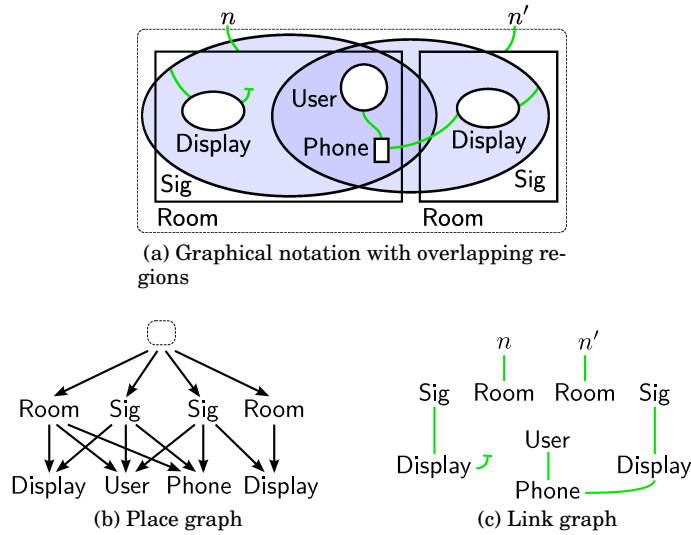 n n′
User
Display Phone Display
Sig Sig
Room Room
(a) Graphical notation with overlapping re-
gions
Room Sig Sig Room
Display User Phone Display
(b) Place graph
n n′
Sig Room Room Sig
User
Display Display
Phone
(c) Link graph